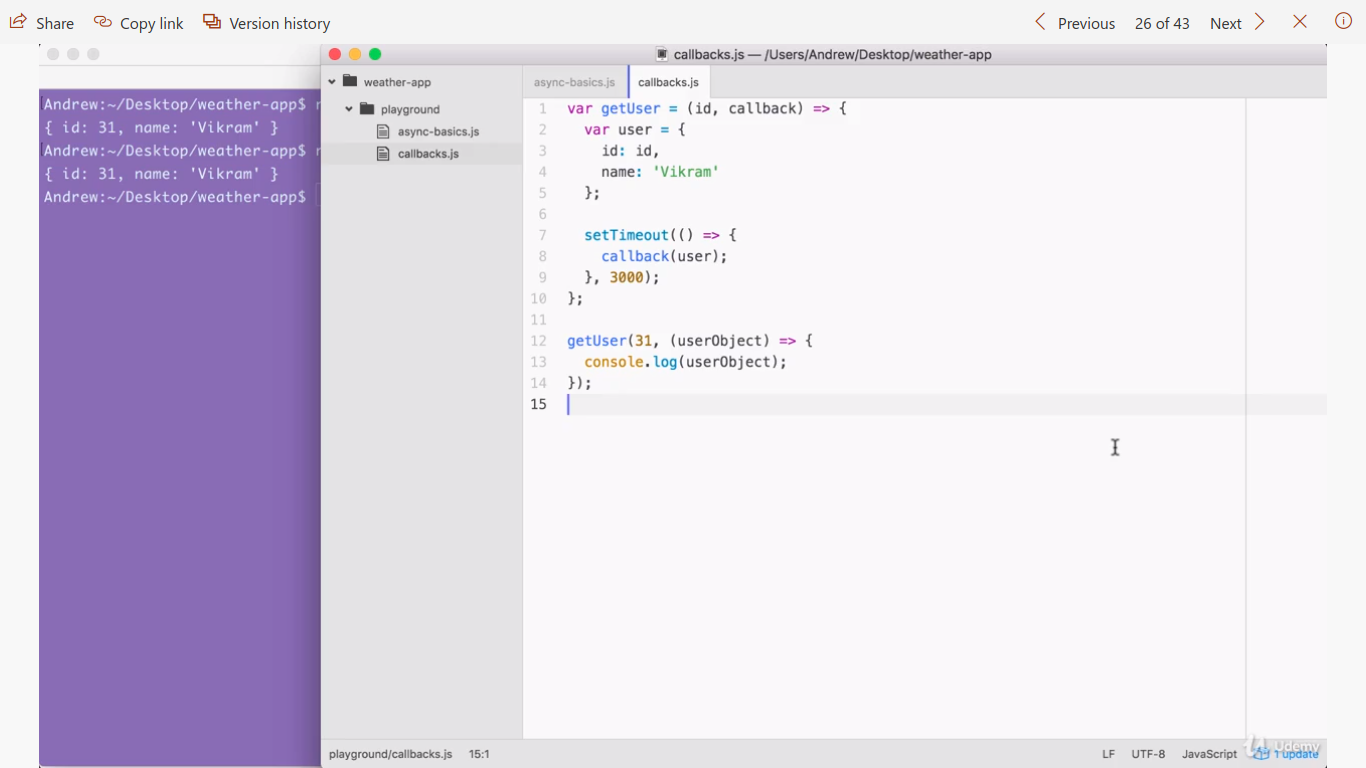 Share Copy link Version history Previous 26 of 43 Next
callbacks.js — /Users/Andrew/Desktop/weather-app
weather-app
playground
async-basics.js
callbacks.js
Andrew:~/Desktop/weather-app$
{ id: 31, name: 'Vikram' }
Andrew:~/Desktop/weather-app$
{ id: 31, name: 'Vikram' }
Andrew:~/Desktop/weather-app$
async-basics.js callbacks.js
1 var getUser = (id, callback) => {
2   var user = {
3     id: id,
4     name: 'Vikram'
5   };
6
7   setTimeout(() => {
8     callback(user);
9   }, 3000);
10 };
11
12 getUser(31, (userObject) => {
13   console.log(userObject);
14 });
15
playground/callbacks.js 15:1 LF UTF-8 JavaScript 1 update
Udemy